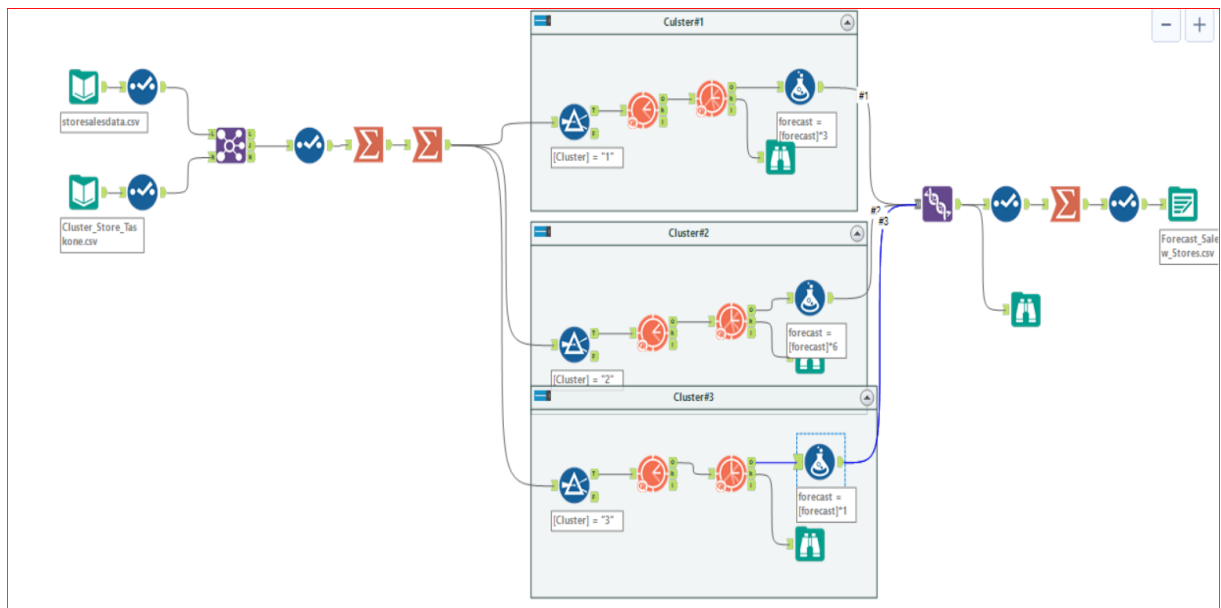 Culster#1
storesalesdata.csv
forecast =
[forecast]*3
#1
[Cluster] = "1"
Cluster_Store_Tas
kone.csv
#2
#3
Cluster#2
Forecast_Sale
w_Stores.csv
forecast =
[forecast]*6
[Cluster] = "2"
Cluster#3
forecast =
[forecast]*1
[Cluster] = "3"